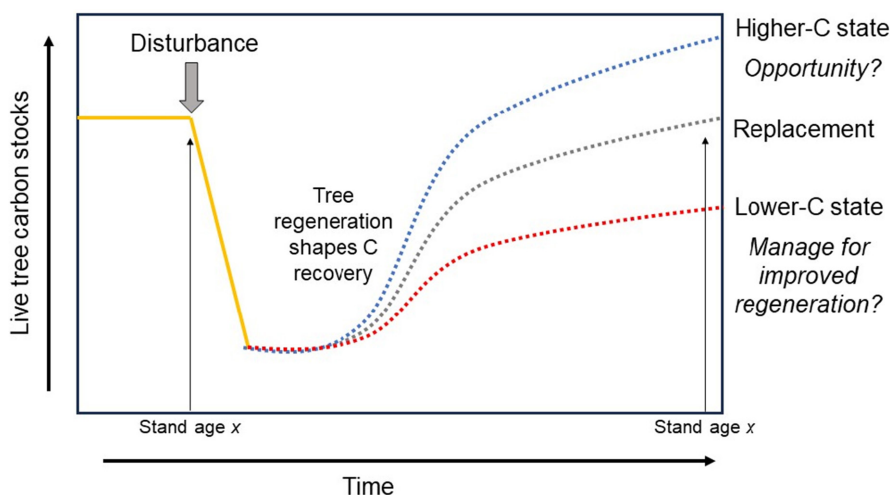 Live tree carbon stocks
Disturbance
Tree
regeneration
shapes C
recovery
Higher-C state
Opportunity?
Replacement
Lower-C state
Manage for
improved
regeneration?
Stand age x
Stand age x
Time